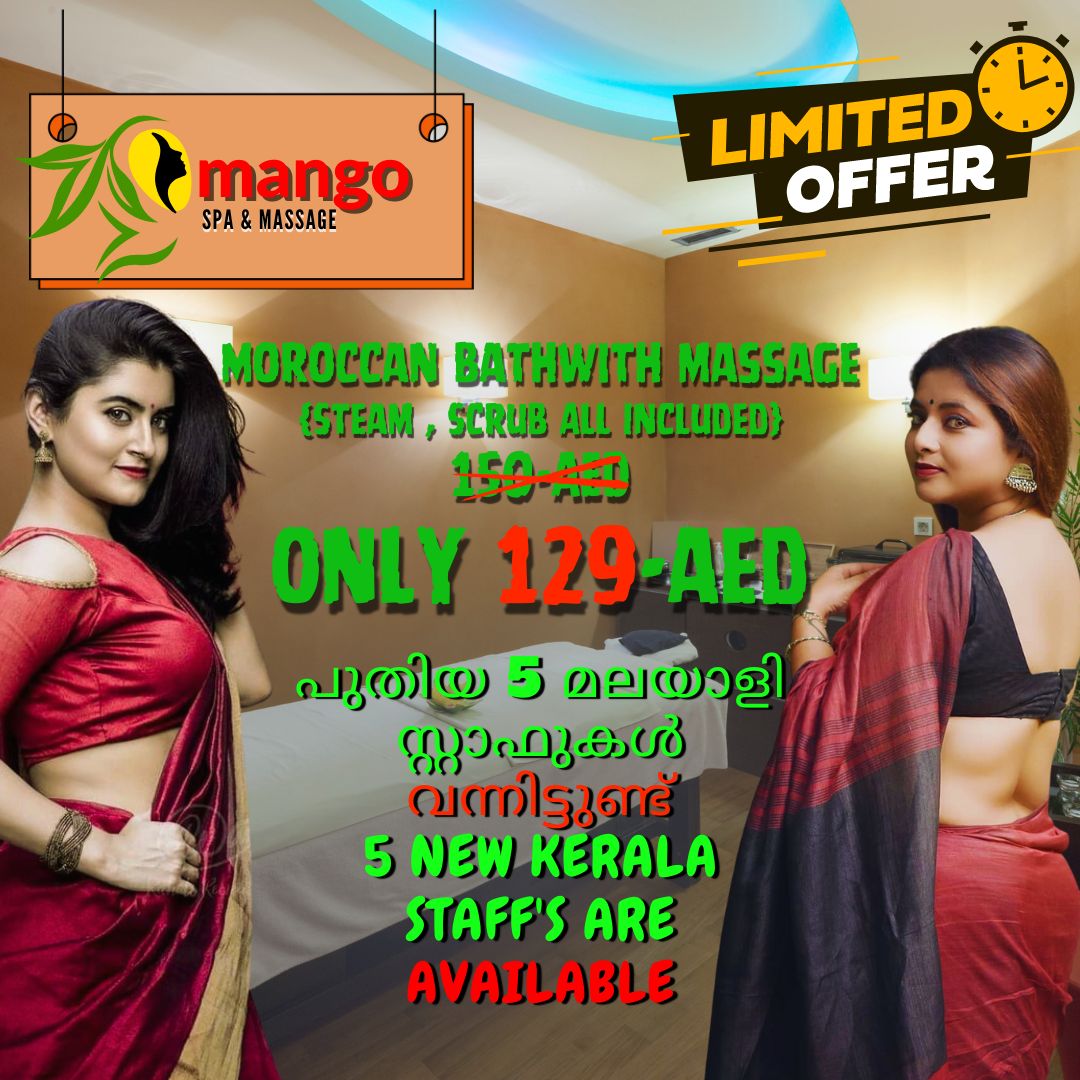 mango
SPA & MASSAGE
LIMITED
OFFER
MOROCCAN BATHWITH MASSAGE
{STEAM , SCRUB ALL INCLUDED}
150-AED
ONLY 129-AED
പുതിയ 5 മലയാളി
സ്റ്റാഫുകൾ
വന്നിട്ടുണ്ട്
5 NEW KERALA
STAFF'S ARE
AVAILABLE